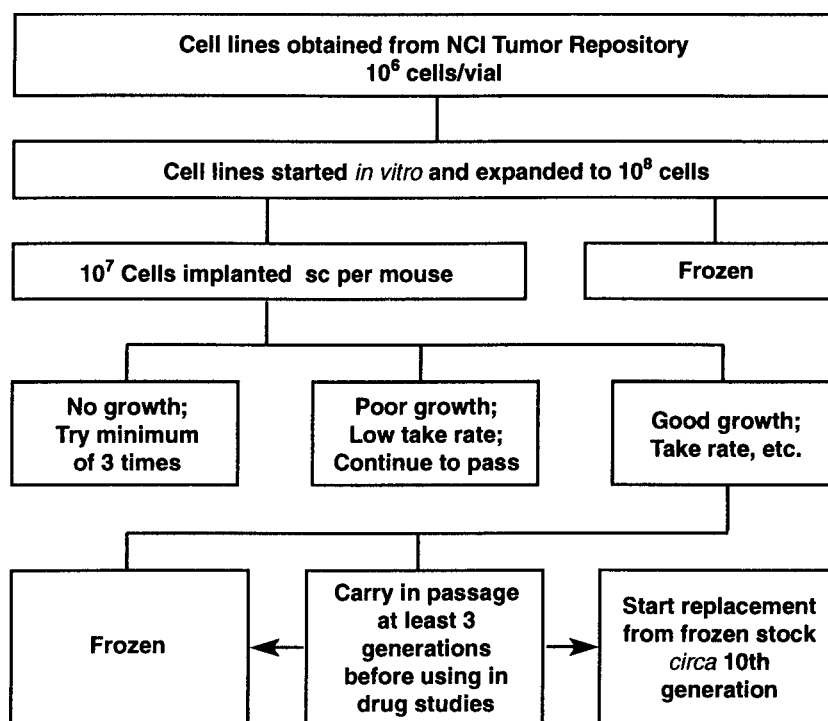 Cell lines obtained from NCI Tumor Repository
10⁶ cells/vial
Cell lines started in vitro and expanded to 10⁸ cells
10⁷ Cells implanted sc per mouse
Frozen
No growth;
Try minimum
of 3 times
Poor growth;
Low take rate;
Continue to pass
Good growth;
Take rate, etc.
Frozen
Carry in passage
at least 3
generations
before using in
drug studies
Start replacement
from frozen stock
circa 10th
generation